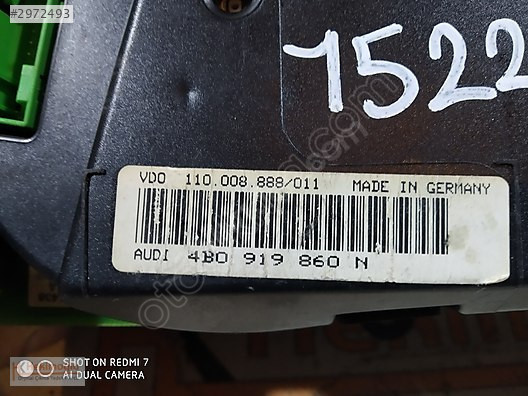 #2972493
1522
VDO 110.008.888/011 MADE IN GERMANY
AUDI 4B0 919 860 N
SHOT ON REDMI 7
AI DUAL CAMERA